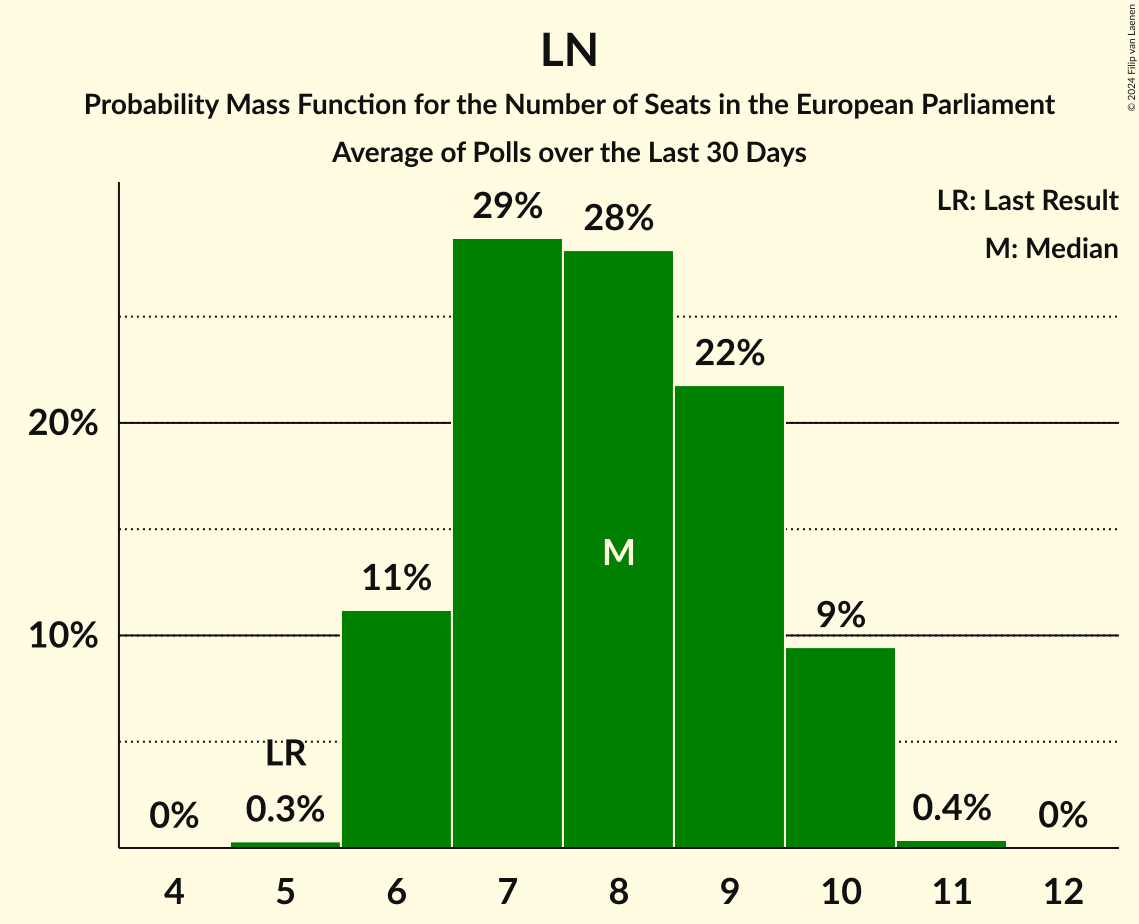 LN
Probability Mass Function for the Number of Seats in the European Parliament
Average of Polls over the Last 30 Days
© 2024 Filip van Laenen
LR: Last Result
M: Median
29%
28%
22%
20%
M
11%
9%
10%
LR
0%
0.3%
0.4%
0%
4 5 6 7 8 9 10 11 12